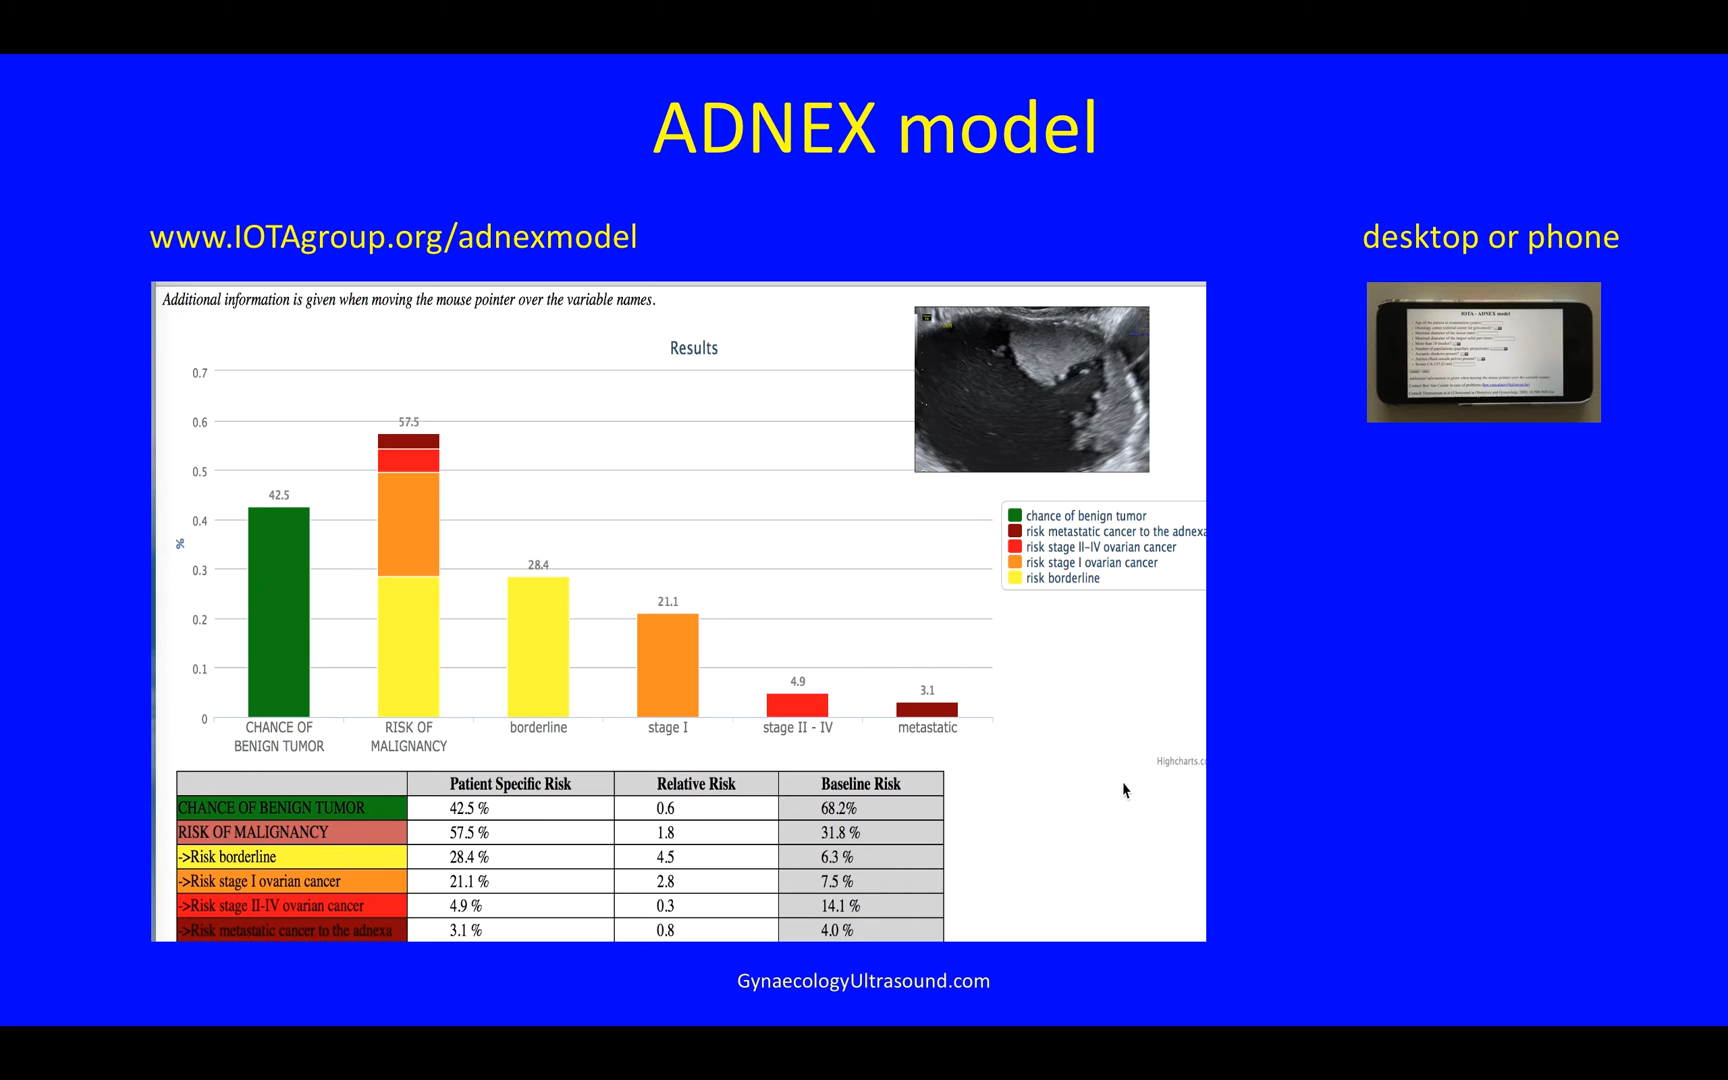 ADNEX model
www.IOTAgroup.org/adnexmodel
desktop or phone
Additional information is given when moving the mouse pointer over the variable names.
IOTA - ADNEX model
Results
%
0.7
0.6
0.5
0.4
0.3
0.2
0.1
0
42.5
57.5
28.4
21.1
4.9
3.1
CHANCE OF BENIGN TUMOR
RISK OF MALIGNANCY
borderline
stage I
stage II - IV
metastatic
chance of benign tumor
risk metastatic cancer to the adnexa
risk stage II-IV ovarian cancer
risk stage I ovarian cancer
risk borderline
Highcharts.co
Patient Specific Risk Relative Risk Baseline Risk
CHANCE OF BENIGN TUMOR 42.5 % 0.6 68.2%
RISK OF MALIGNANCY 57.5 % 1.8 31.8 %
->Risk borderline 28.4 % 4.5 6.3 %
->Risk stage I ovarian cancer 21.1 % 2.8 7.5 %
->Risk stage II-IV ovarian cancer 4.9 % 0.3 14.1 %
->Risk metastatic cancer to the adnexa 3.1 % 0.8 4.0 %
GynaecologyUltrasound.com